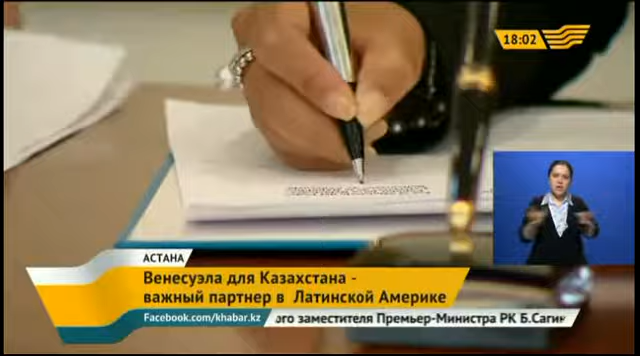 18:02
АСТАНА
Венесуэла для Казахстана -
важный партнер в Латинской Америке
Facebook.com/khabar.kz
ого заместителя Премьер-Министра РК Б.Сагин